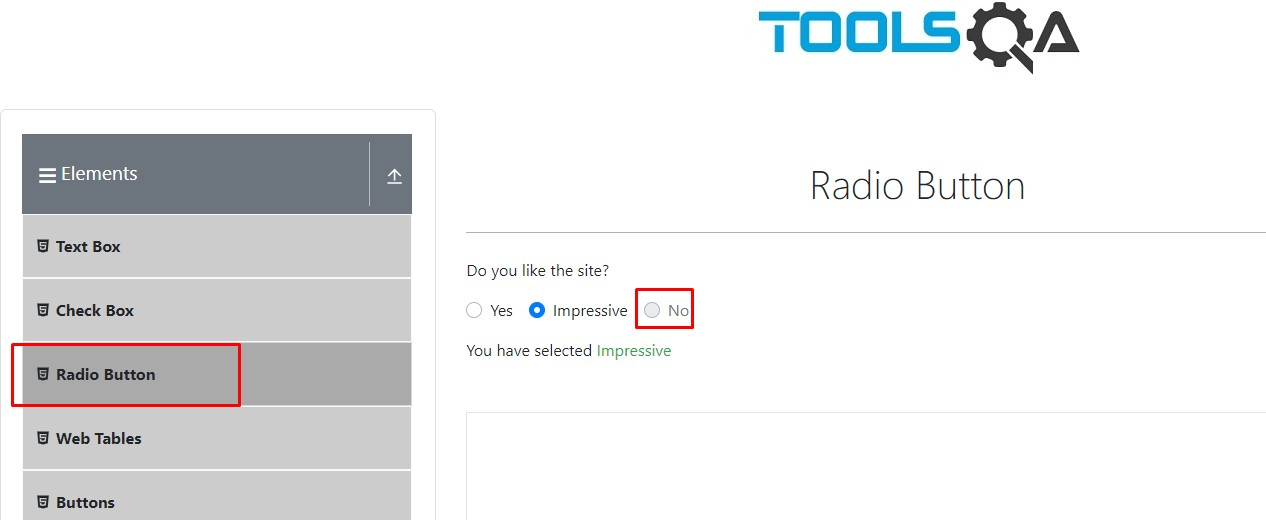 TOOLSQA
Elements
Text Box
Check Box
Radio Button
Web Tables
Buttons
Radio Button
Do you like the site?
Yes Impressive No
You have selected Impressive